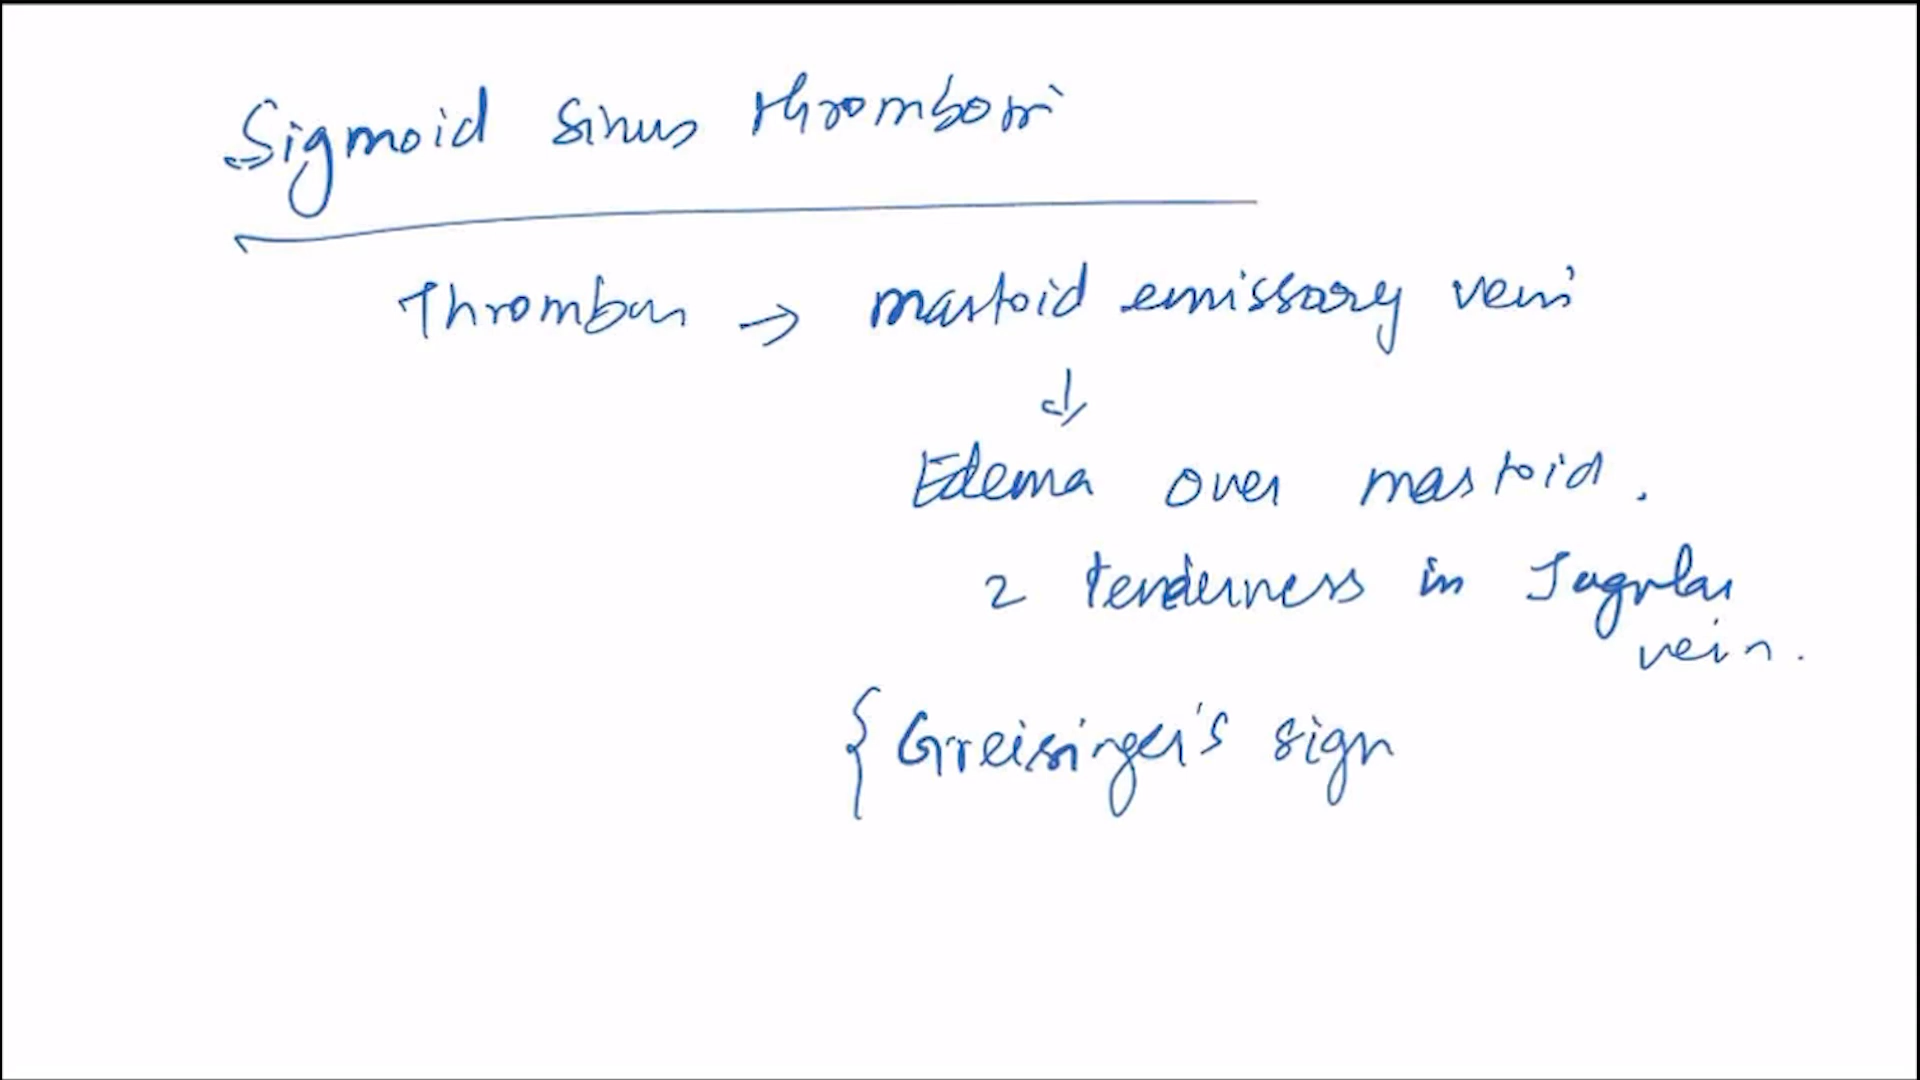 Sigmoid sinus thrombosis
Thrombus → mastoid emissary vein
↓
Edema over mastoid.
2 tenderness in Jugular
vein.
{ Greisinger's sign